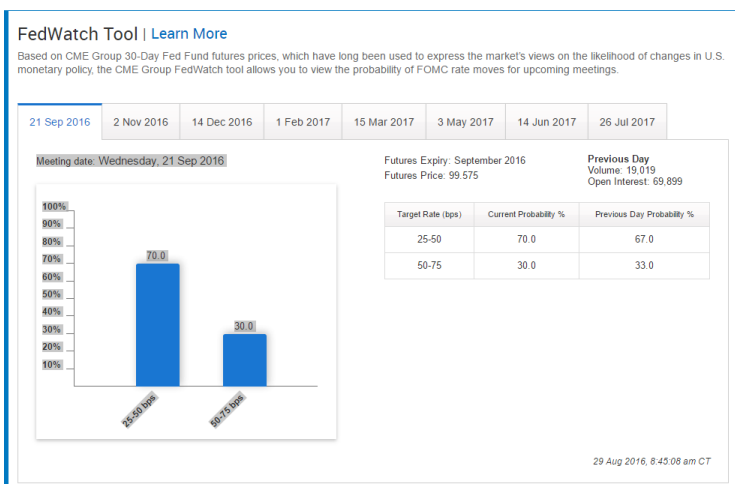 FedWatch Tool | Learn More
Based on CME Group 30-Day Fed Fund futures prices, which have long been used to express the market's views on the likelihood of changes in U.S.
monetary policy, the CME Group FedWatch tool allows you to view the probability of FOMC rate moves for upcoming meetings.
21 Sep 2016 2 Nov 2016 14 Dec 2016 1 Feb 2017 15 Mar 2017 3 May 2017 14 Jun 2017 26 Jul 2017
Meeting date: Wednesday, 21 Sep 2016
100%
90%
80%
70%
60%
50%
40%
30%
20%
10%
70.0
30.0
25-50 bps
50-75 bps
Futures Expiry: September 2016
Futures Price: 99.575
Previous Day
Volume: 19,019
Open Interest: 69,899
Target Rate (bps) Current Probability % Previous Day Probability %
25-50 70.0 67.0
50-75 30.0 33.0
29 Aug 2016, 8:45:08 am CT